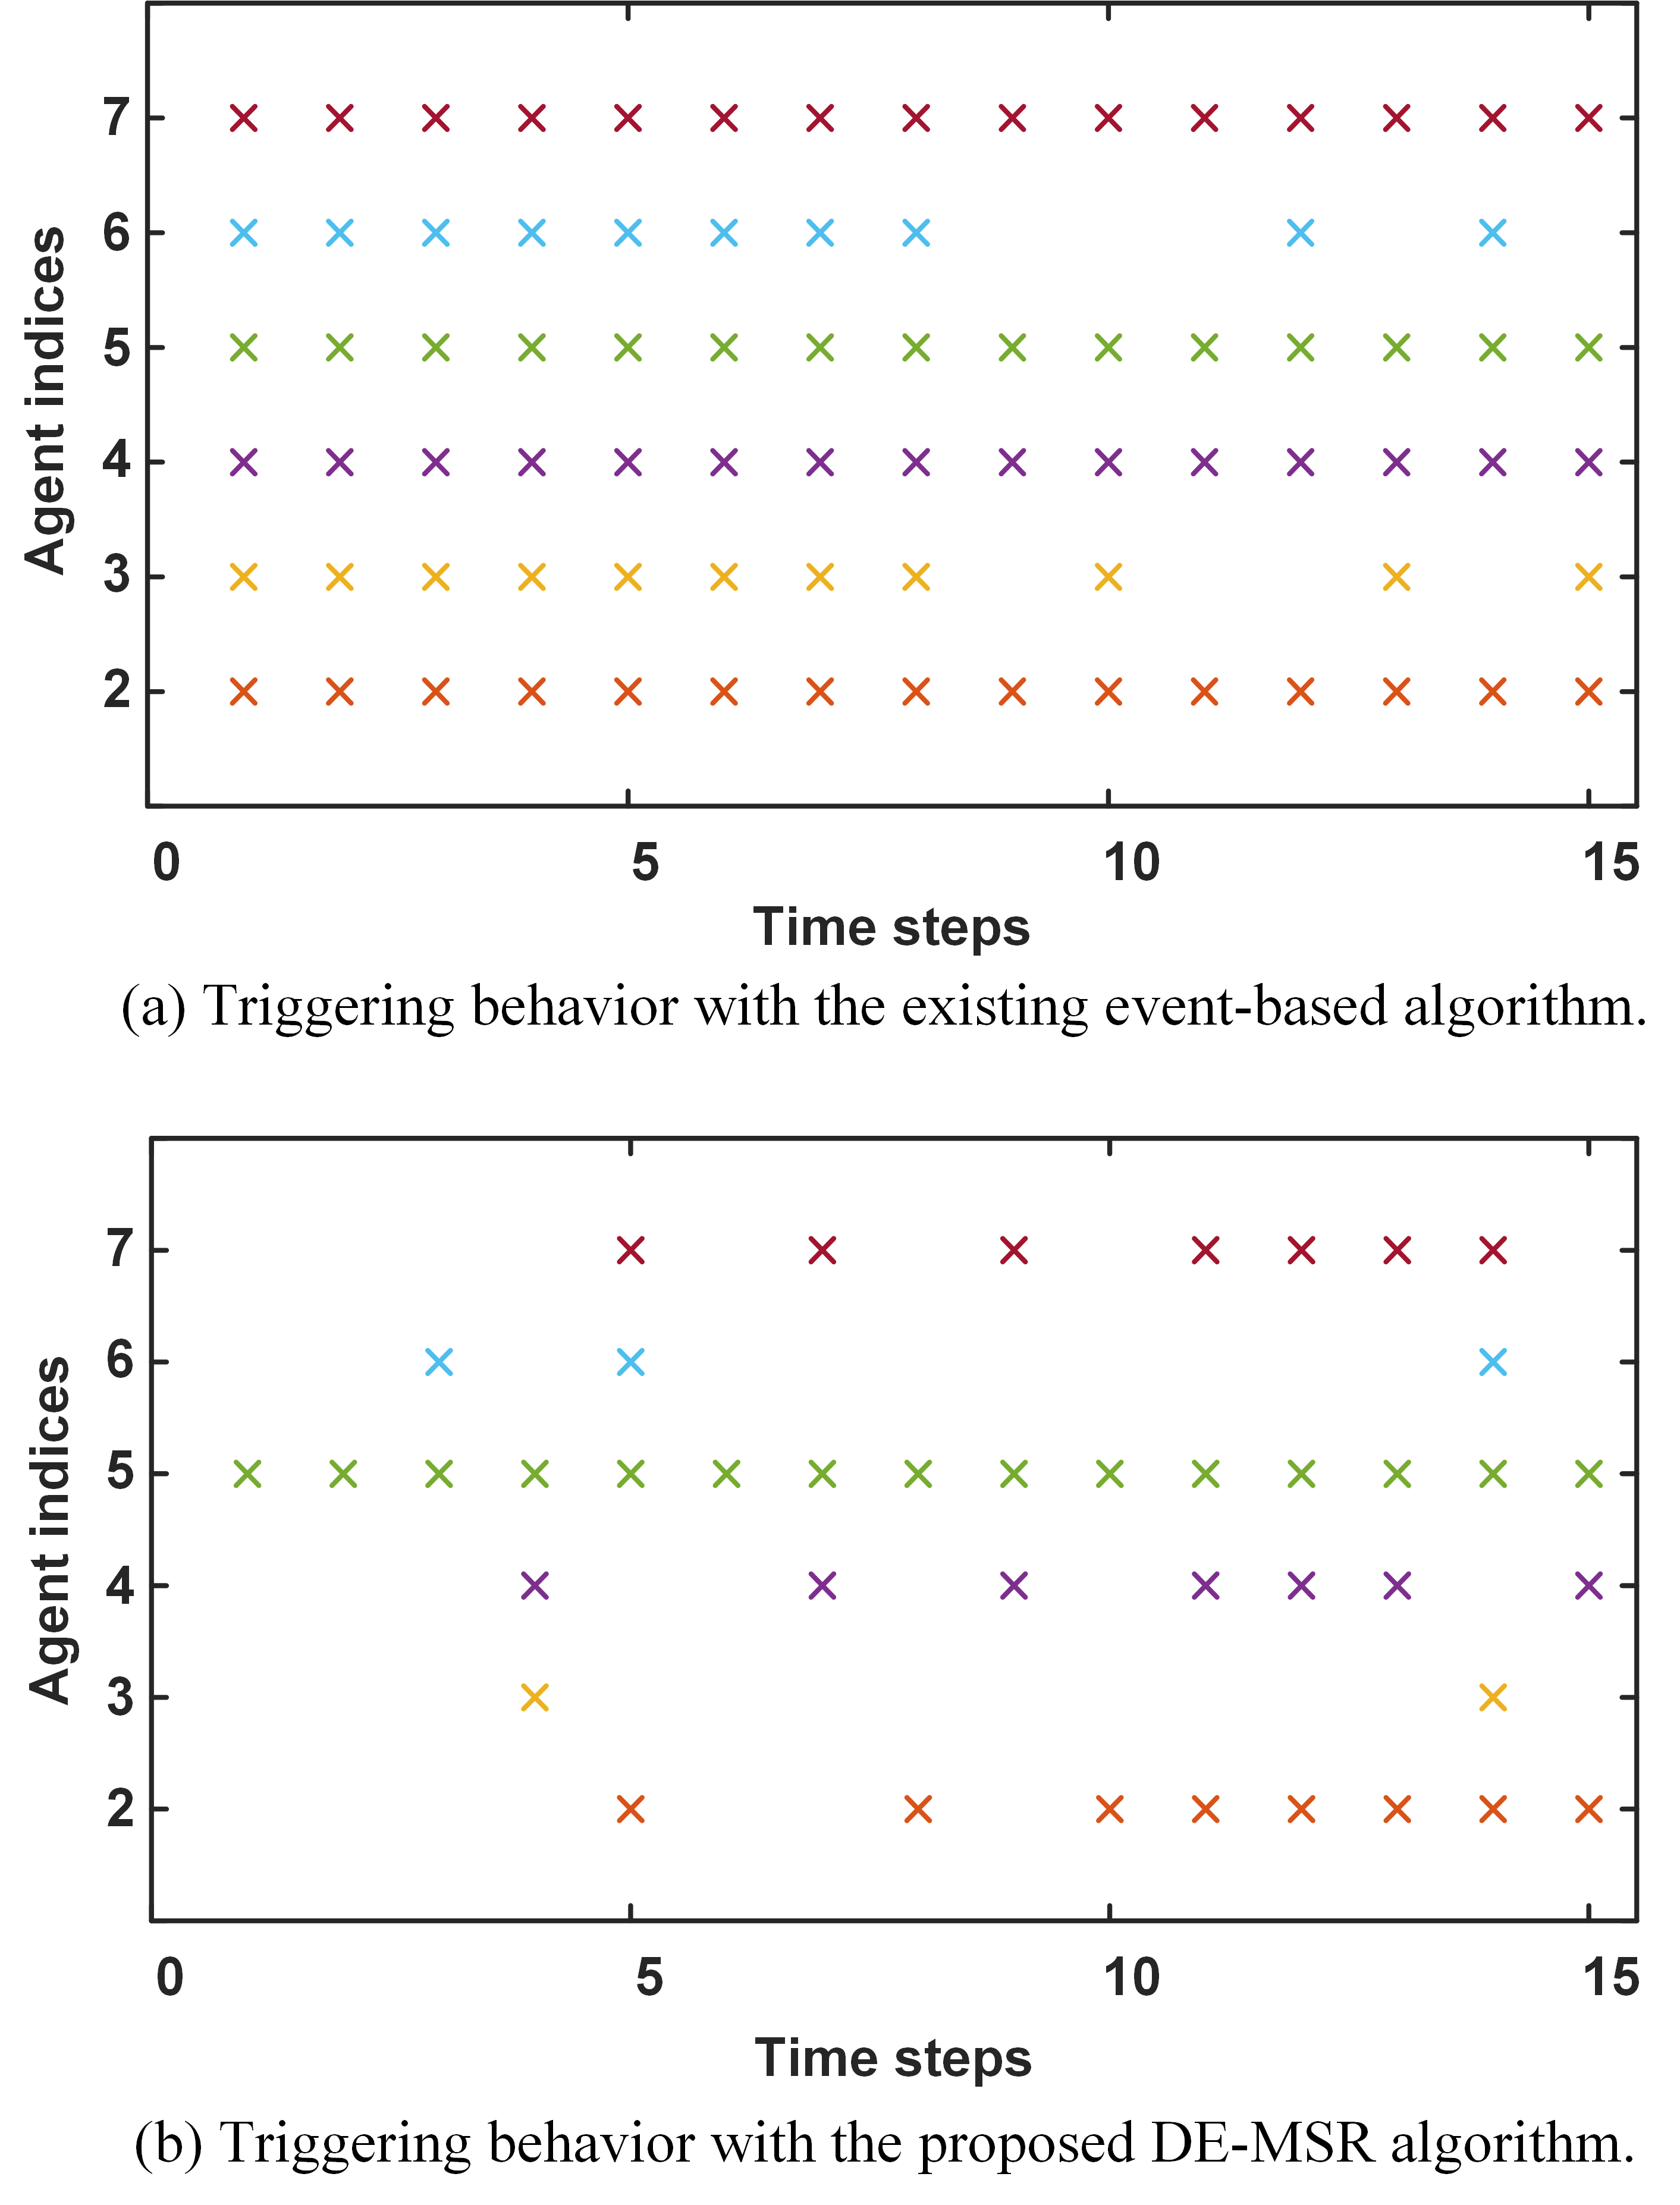 Agent indices
7
6
5
4
3
2
0 5 10 15
Time steps
(a) Triggering behavior with the existing event-based algorithm.
Agent indices
7
6
5
4
3
2
0 5 10 15
Time steps
(b) Triggering behavior with the proposed DE-MSR algorithm.